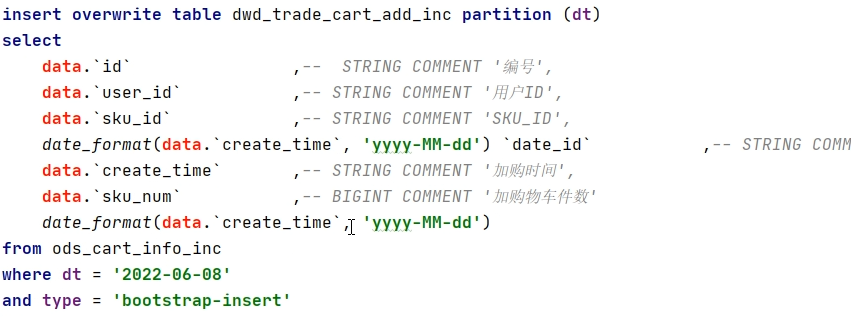 insert overwrite table dwd_trade_cart_add_inc partition (dt)
select
    data.`id`                ,--  STRING COMMENT '编号',
    data.`user_id`           ,-- STRING COMMENT '用户ID',
    data.`sku_id`            ,-- STRING COMMENT 'SKU_ID',
    date_format(data.`create_time`, 'yyyy-MM-dd') `date_id`           ,-- STRING COMM
    data.`create_time`       ,-- STRING COMMENT '加购时间',
    data.`sku_num`           ,-- BIGINT COMMENT '加购物车件数'
    date_format(data.`create_time`, 'yyyy-MM-dd')
from ods_cart_info_inc
where dt = '2022-06-08'
and type = 'bootstrap-insert'